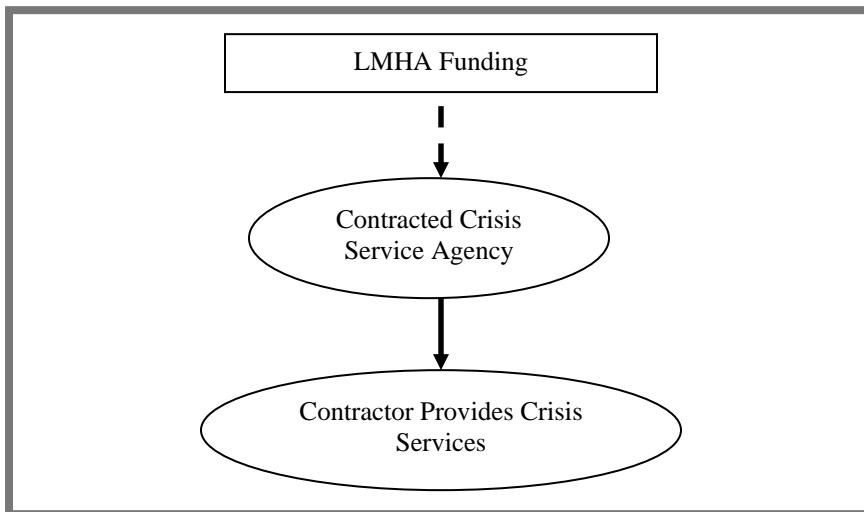 LMHA Funding
Contracted Crisis
Service Agency
Contractor Provides Crisis
Services